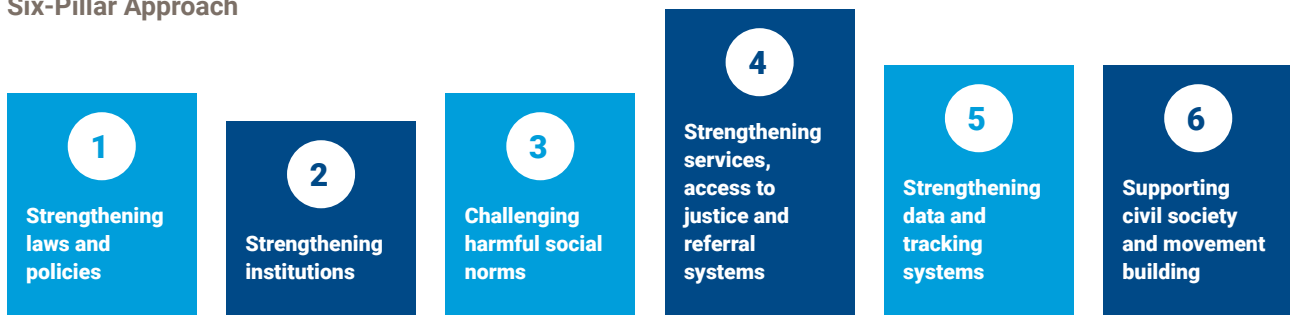 Six-Pillar Approach
1
Strengthening
laws and
policies
2
Strengthening
institutions
3
Challenging
harmful social
norms
4
Strengthening
services,
access to
justice and
referral
systems
5
Strengthening
data and
tracking
systems
6
Supporting
civil society
and movement
building